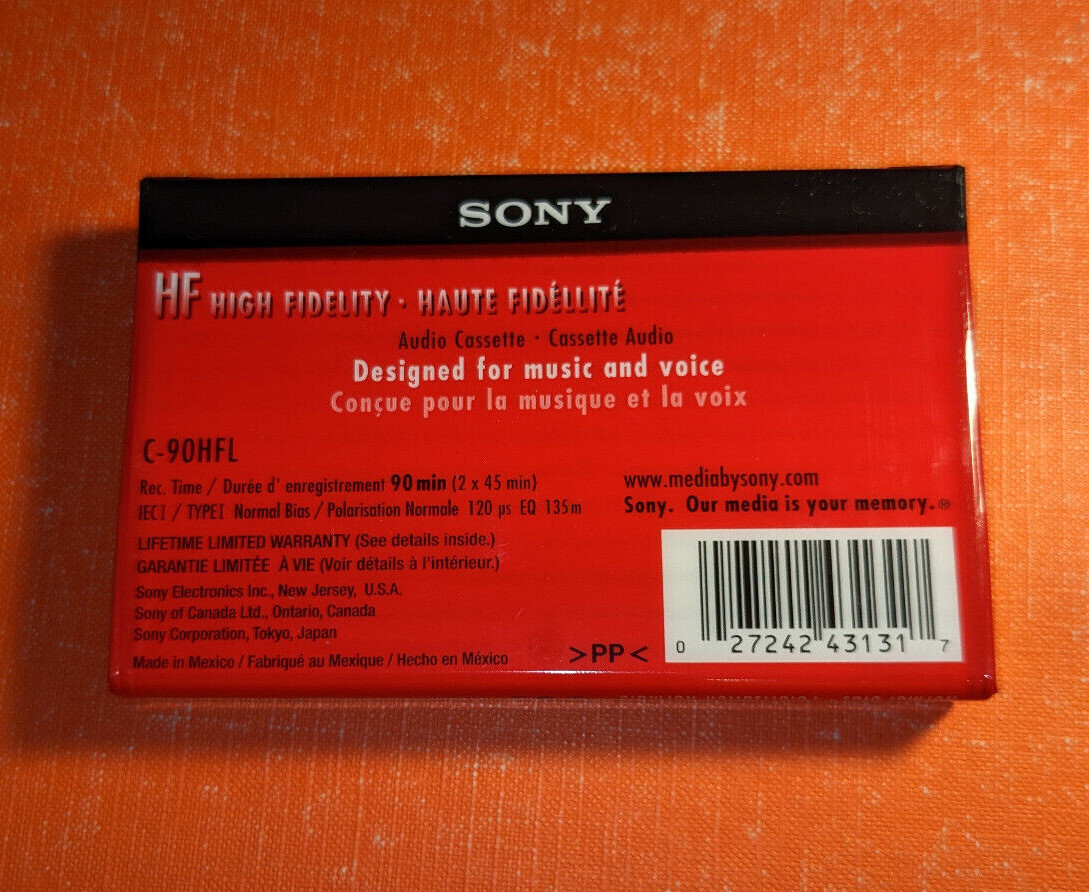 SONY
HF HIGH FIDELITY · HAUTE FIDÉLLITÉ
Audio Cassette · Cassette Audio
Designed for music and voice
Conçue pour la musique et la voix
C-90HFL
Rec. Time / Durée d' enregistrement 90 min (2 x 45 min)
IEC I / TYPE I Normal Bias / Polarisation Normale 120 µs EQ 135 m
www.mediabysony.com
Sony. Our media is your memory.®
LIFETIME LIMITED WARRANTY (See details inside.)
GARANTIE LIMITÉE À VIE (Voir détails à l'intérieur.)
Sony Electronics Inc., New Jersey, U.S.A.
Sony of Canada Ltd., Ontario, Canada
Sony Corporation, Tokyo, Japan
Made in Mexico / Fabriqué au Mexique / Hecho en México
>PP<
0 27242 43131 7